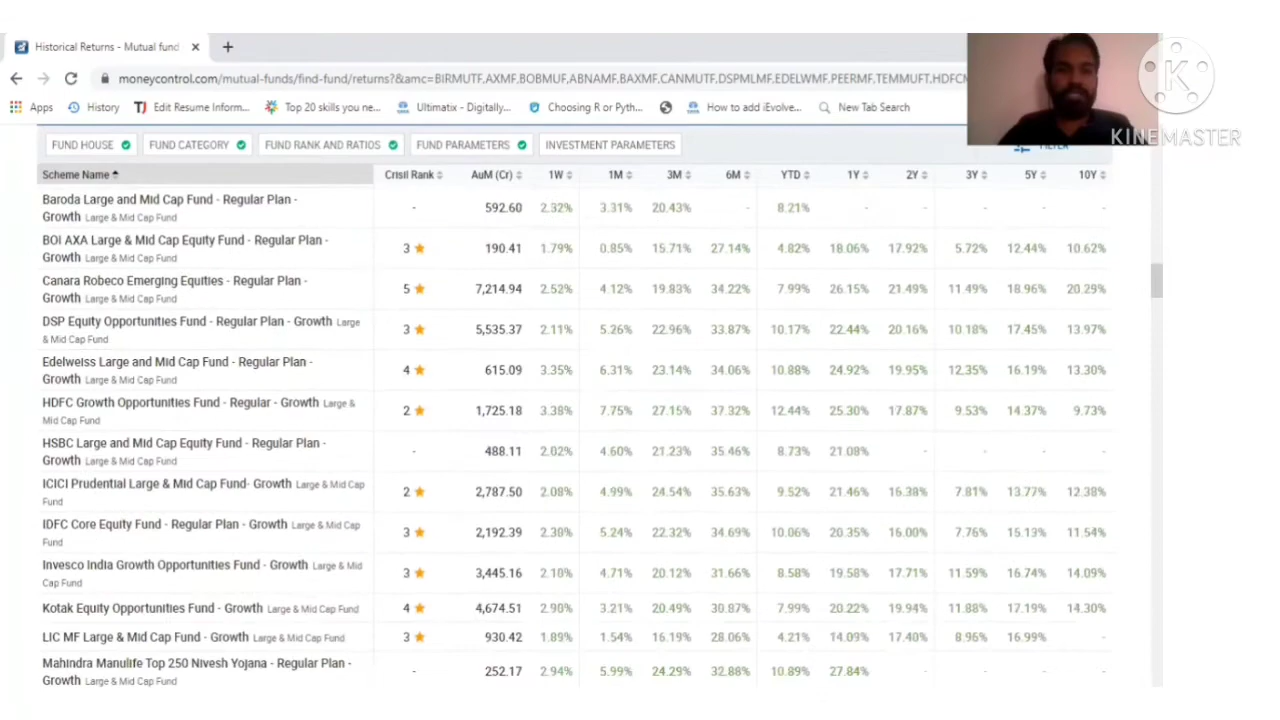 Historical Returns - Mutual fund
moneycontrol.com/mutual-funds/find-fund/returns?&amc=BIRMUTF,AXMF,BOBMUF,ABNAMF,BAXMF,CANMUTF,DSPMLMF,EDELWMF,PEERMF,TEMMUFT,HDFCM
Apps History Edit Resume Inform... Top 20 skills you ne... Ultimatix - Digitally... Choosing R or Pyth... How to add iEvolve... New Tab Search
KINEMASTER
FUND HOUSE FUND CATEGORY FUND RANK AND RATIOS FUND PARAMETERS INVESTMENT PARAMETERS FILTER
Scheme Name Crisil Rank AuM (Cr) 1W 1M 3M 6M YTD 1Y 2Y 3Y 5Y 10Y
Baroda Large and Mid Cap Fund - Regular Plan -
Growth Large & Mid Cap Fund - 592.60 2.32% 3.31% 20.43% - 8.21% - - - - -
BOI AXA Large & Mid Cap Equity Fund - Regular Plan -
Growth Large & Mid Cap Fund 3 190.41 1.79% 0.85% 15.71% 27.14% 4.82% 18.06% 17.92% 5.72% 12.44% 10.62%
Canara Robeco Emerging Equities - Regular Plan -
Growth Large & Mid Cap Fund 5 7,214.94 2.52% 4.12% 19.83% 34.22% 7.99% 26.15% 21.49% 11.49% 18.96% 20.29%
DSP Equity Opportunities Fund - Regular Plan - Growth Large
& Mid Cap Fund 3 5,535.37 2.11% 5.26% 22.96% 33.87% 10.17% 22.44% 20.16% 10.18% 17.45% 13.97%
Edelweiss Large and Mid Cap Fund - Regular Plan -
Growth Large & Mid Cap Fund 4 615.09 3.35% 6.31% 23.14% 34.06% 10.88% 24.92% 19.95% 12.35% 16.19% 13.30%
HDFC Growth Opportunities Fund - Regular - Growth Large &
Mid Cap Fund 2 1,725.18 3.38% 7.75% 27.15% 37.32% 12.44% 25.30% 17.87% 9.53% 14.37% 9.73%
HSBC Large and Mid Cap Equity Fund - Regular Plan -
Growth Large & Mid Cap Fund - 488.11 2.02% 4.60% 21.23% 35.46% 8.73% 21.08% - - - -
ICICI Prudential Large & Mid Cap Fund- Growth Large & Mid Cap
Fund 2 2,787.50 2.08% 4.99% 24.54% 35.63% 9.52% 21.46% 16.38% 7.81% 13.77% 12.38%
IDFC Core Equity Fund - Regular Plan - Growth Large & Mid Cap
Fund 3 2,192.39 2.30% 5.24% 22.32% 34.69% 10.06% 20.35% 16.00% 7.76% 15.13% 11.54%
Invesco India Growth Opportunities Fund - Growth Large & Mid
Cap Fund 3 3,445.16 2.10% 4.71% 20.12% 31.66% 8.58% 19.58% 17.71% 11.59% 16.74% 14.09%
Kotak Equity Opportunities Fund - Growth Large & Mid Cap Fund 4 4,674.51 2.90% 3.21% 20.49% 30.87% 7.99% 20.22% 19.94% 11.88% 17.19% 14.30%
LIC MF Large & Mid Cap Fund - Growth Large & Mid Cap Fund 3 930.42 1.89% 1.54% 16.19% 28.06% 4.21% 14.09% 17.40% 8.96% 16.99% -
Mahindra Manulife Top 250 Nivesh Yojana - Regular Plan -
Growth Large & Mid Cap Fund - 252.17 2.94% 5.99% 24.29% 32.88% 10.89% 27.84% - - - -